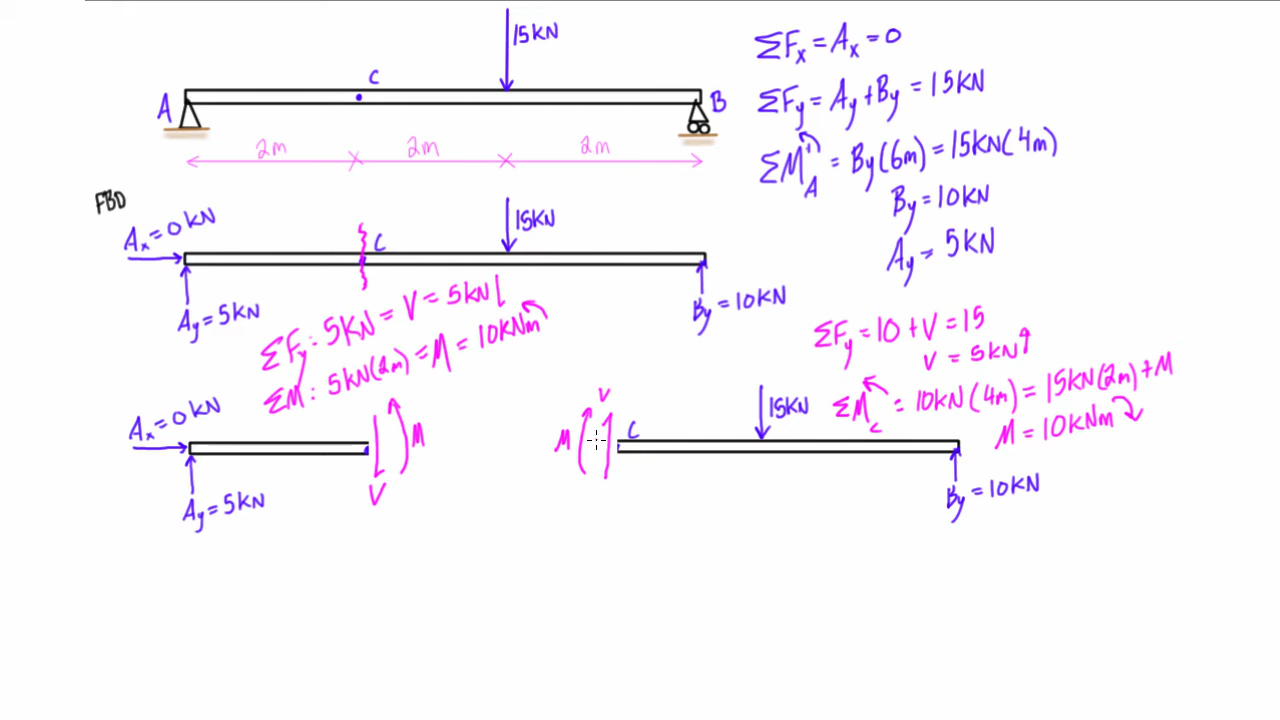 15KN
C
A
B
2m 2m 2m
ΣFx = Ax = 0
ΣFy = Ay + By = 15KN
ΣMA = By(6m) = 15KN(4m)
By = 10KN
Ay = 5KN
FBD
Ax = 0KN
C
15KN
Ay = 5KN
By = 10KN
ΣFy: 5KN = V = 5KN↓
ΣM: 5KN(2m) = M = 10KNm
ΣFy = 10 + V = 15
V = 5KN↑
ΣMc = 10KN(4m) = 15KN(2m) + M
M = 10KNm
Ax = 0KN
M
V
Ay = 5KN
V
M
C
15KN
By = 10KN